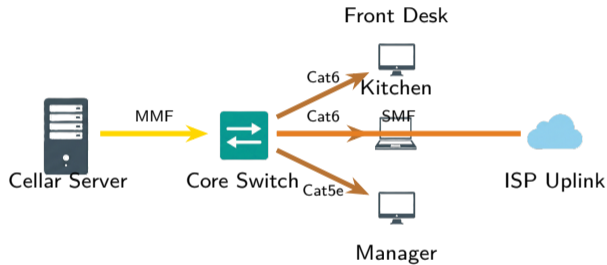 Front Desk
Cat6
Kitchen
MMF
Cat6
SMF
Cellar Server
Core Switch
Cat5e
ISP Uplink
Manager